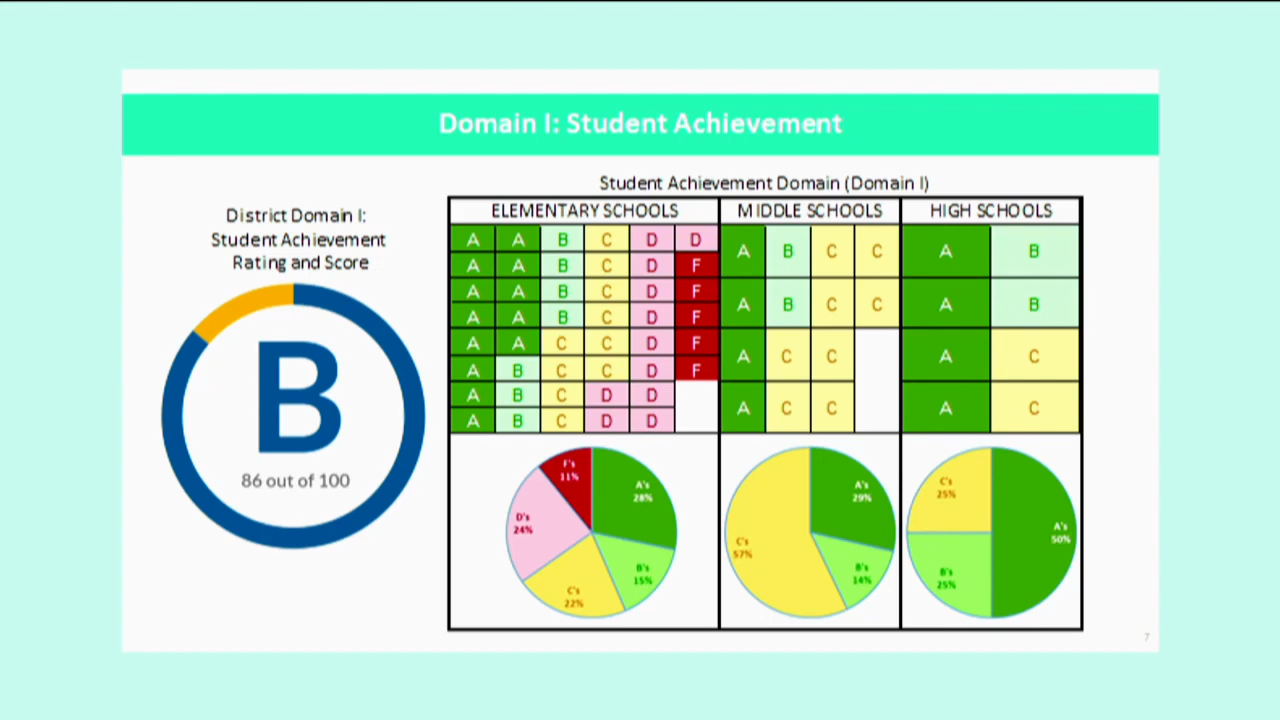 Domain I: Student Achievement
District Domain I:
Student Achievement
Rating and Score
B
86 out of 100
Student Achievement Domain (Domain I)
ELEMENTARY SCHOOLS MIDDLE SCHOOLS HIGH SCHOOLS
A A B C D D
A A B C D F
A A B C D F
A A B C D F
A A C C D F
A B C C D F
A B C D D
A B C D D
A B C C
A B C C
A C C
A C C
A B
A B
A C
A C
F's
11%
A's
28%
D's
24%
B's
15%
C's
22%
A's
29%
C's
57%
B's
14%
C's
25%
A's
50%
B's
25%
7